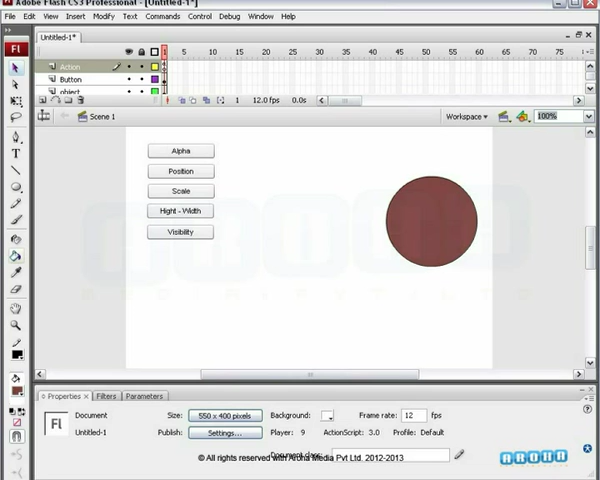 Adobe Flash CS3 Professional - [Untitled-1*]
File Edit View Insert Modify Text Commands Control Debug Window Help
Untitled-1*
1 5 10 15 20 25 30 35 40 45 50 55 60 65 70 75
Action
Button
object
1 12.0 fps 0.0s
Scene 1 Workspace 100%
Fl
T
Alpha
Position
Scale
Hight - Width
Visibility
Properties Filters Parameters
Fl Document Size: 550 x 400 pixels Background: Frame rate: 12 fps
Untitled-1 Publish: Settings... Player: 9 ActionScript: 3.0 Profile: Default
Document class:
© All rights reserved with Aroha Media Pvt Ltd. 2012-2013
AROHA